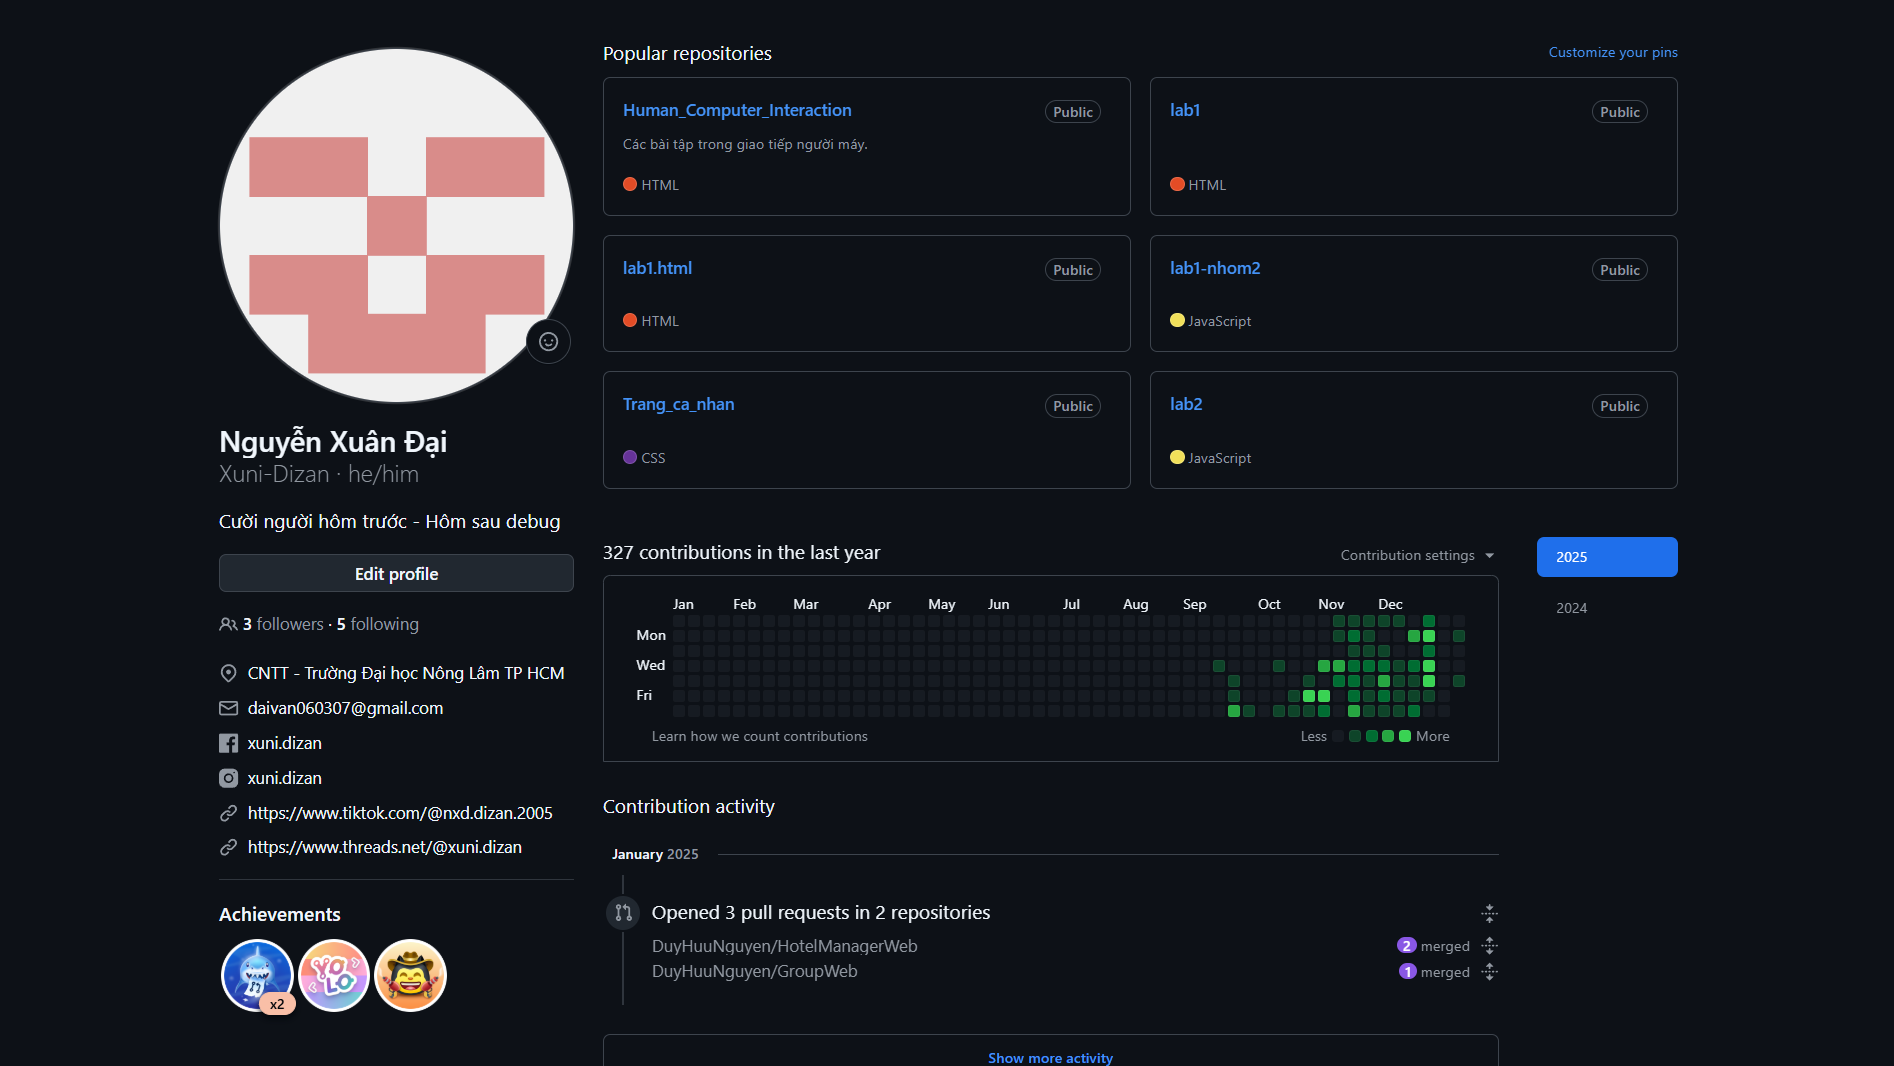 Nguyễn Xuân Đại
Xuni-Dizan · he/him
Cười người hôm trước - Hôm sau debug
Edit profile
3 followers · 5 following
CNTT - Trường Đại học Nông Lâm TP HCM
daivan060307@gmail.com
xuni.dizan
xuni.dizan
https://www.tiktok.com/@nxd.dizan.2005
https://www.threads.net/@xuni.dizan
Achievements
x2
YOLO
Popular repositories
Customize your pins
Human_Computer_Interaction
Public
Các bài tập trong giao tiếp người máy.
HTML
lab1
Public
HTML
lab1.html
Public
HTML
lab1-nhom2
Public
JavaScript
Trang_ca_nhan
Public
CSS
lab2
Public
JavaScript
327 contributions in the last year
Contribution settings
2025
2024
Jan Feb Mar Apr May Jun Jul Aug Sep Oct Nov Dec
Mon
Wed
Fri
Learn how we count contributions
Less More
Contribution activity
January 2025
Opened 3 pull requests in 2 repositories
DuyHuuNguyen/HotelManagerWeb
2 merged
DuyHuuNguyen/GroupWeb
1 merged
Show more activity